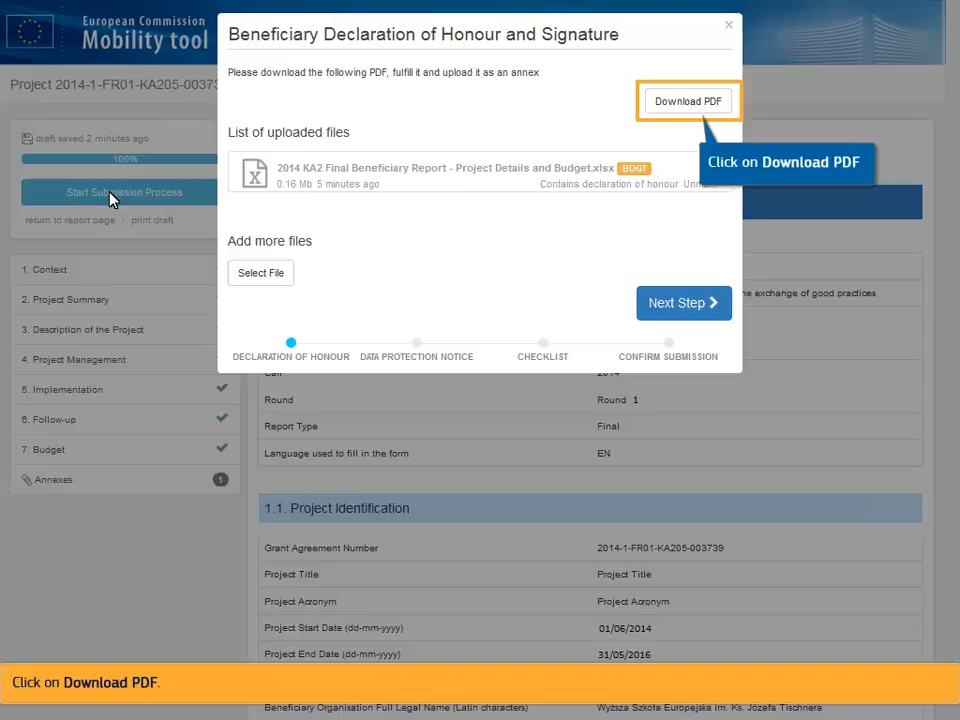 European Commission
Mobility tool
Project 2014-1-FR01-KA205-00373
draft saved 2 minutes ago
100%
Start Submission Process
return to report page · print draft
1. Context
2. Project Summary
3. Description of the Project
4. Project Management
5. Implementation
6. Follow-up
7. Budget
Annexes 1
Beneficiary Declaration of Honour and Signature ×
Please download the following PDF, fulfill it and upload it as an annex
Download PDF
Click on Download PDF
List of uploaded files
2014 KA2 Final Beneficiary Report - Project Details and Budget.xlsx BDGT
0.16 Mb 5 minutes ago Contains declaration of honour
Add more files
Select File
Next Step
DECLARATION OF HONOUR DATA PROTECTION NOTICE CHECKLIST CONFIRM SUBMISSION
he exchange of good practices
Call 2014
Round Round 1
Report Type Final
Language used to fill in the form EN
1.1. Project Identification
Grant Agreement Number 2014-1-FR01-KA205-003739
Project Title Project Title
Project Acronym Project Acronym
Project Start Date (dd-mm-yyyy) 01/06/2014
Project End Date (dd-mm-yyyy) 31/05/2016
Click on Download PDF.
Beneficiary Organisation Full Legal Name (Latin characters) Wyższa Szkoła Europejska im. Ks. Józefa Tischnera